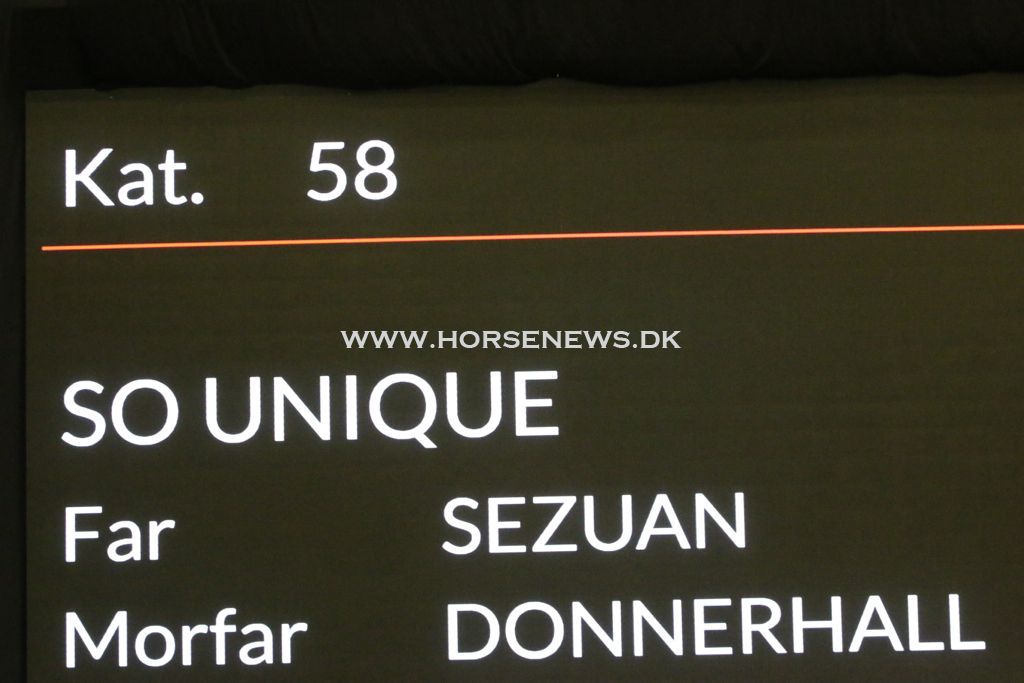 Kat. 58
WWW.HORSENEWS.DK
SO UNIQUE
Far SEZUAN
Morfar DONNERHALL